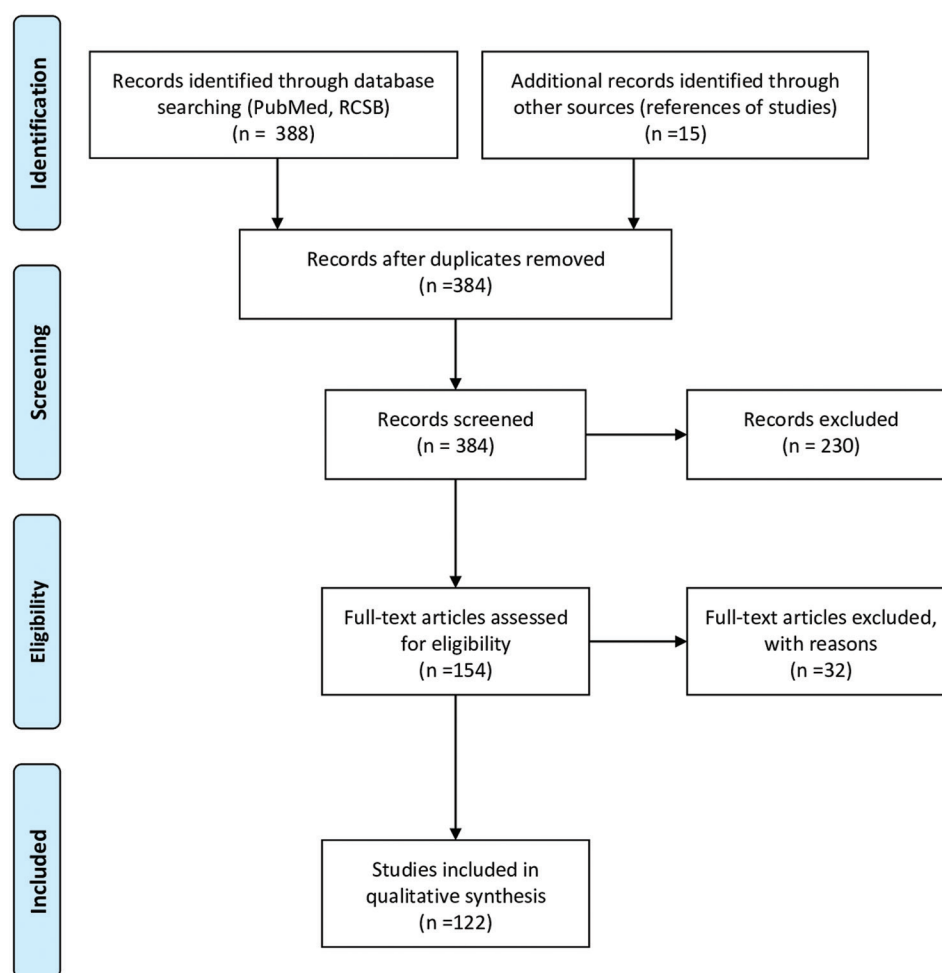 Identification
Records identified through database
searching (PubMed, RCSB)
(n = 388)
Additional records identified through
other sources (references of studies)
(n =15)
Records after duplicates removed
(n =384)
Screening
Records screened
(n = 384)
Records excluded
(n = 230)
Eligibility
Full-text articles assessed
for eligibility
(n =154)
Full-text articles excluded,
with reasons
(n =32)
Included
Studies included in
qualitative synthesis
(n =122)